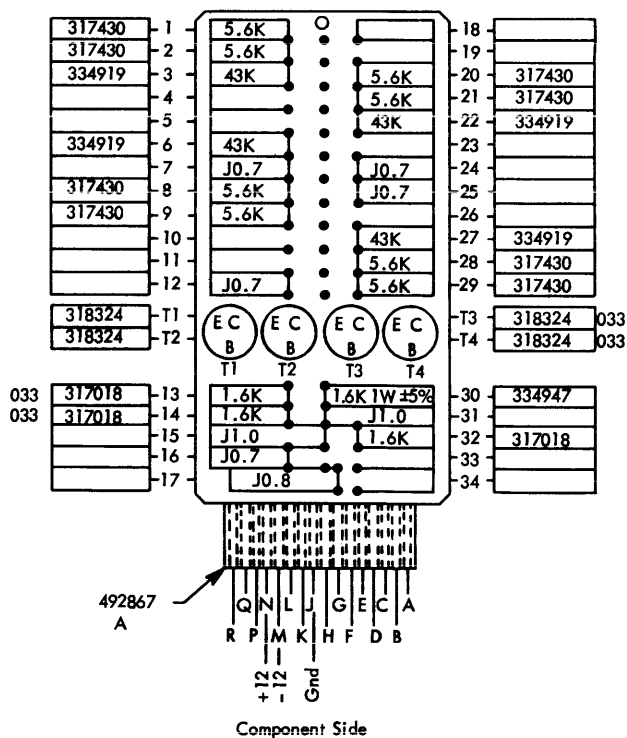 317430 1 5.6K 18
317430 2 5.6K 19
334919 3 43K 5.6K 20 317430
4 5.6K 21 317430
5 43K 22 334919
334919 6 43K 23
7 J0.7 J0.7 24
317430 8 5.6K J0.7 25
317430 9 5.6K 26
10 43K 27 334919
11 5.6K 28 317430
12 J0.7 5.6K 29 317430
318324 T1 E C B E C B E C B E C B T3 318324 033
318324 T2 T4 318324 033
T1 T2 T3 T4
033 317018 13 1.6K 1.6K 1W ±5% 30 334947
033 317018 14 1.6K J1.0 31
15 J1.0 1.6K 32 317018
16 J0.7 33
17 J0.8 34
492867
A
Q N L J G E C A
R P M K H F D B
+12 -12 Gnd
Component Side